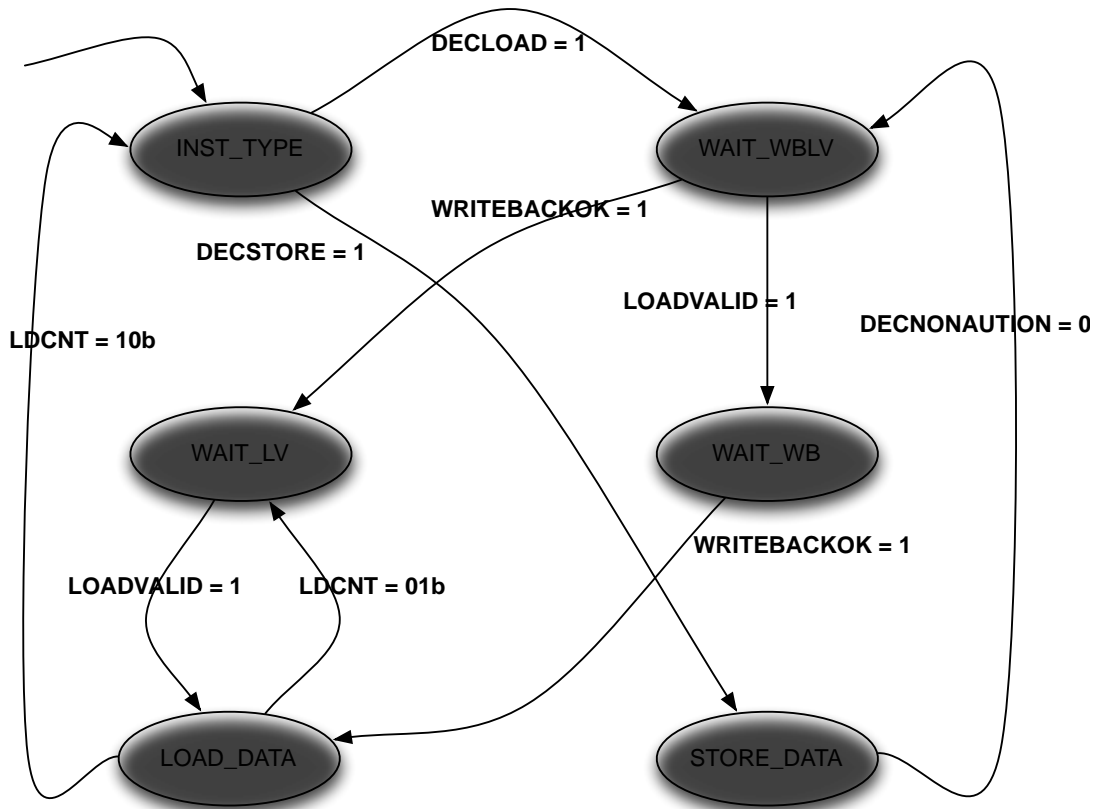 DECLOAD = 1
INST_TYPE
WAIT_WBLV
WRITEBACKOK = 1
DECSTORE = 1
LOADVALID = 1
DECNONAUTION = 0
LDCNT = 10b
WAIT_LV
WAIT_WB
WRITEBACKOK = 1
LOADVALID = 1
LDCNT = 01b
LOAD_DATA
STORE_DATA